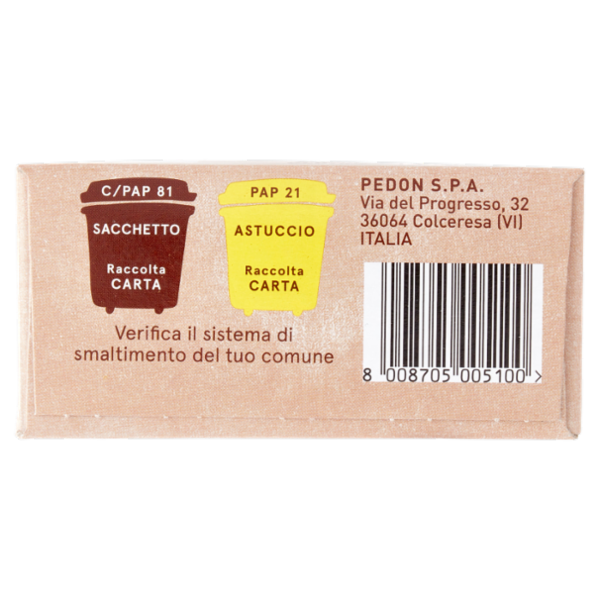 C/PAP 81
SACCHETTO
Raccolta
CARTA
PAP 21
ASTUCCIO
Raccolta
CARTA
Verifica il sistema di
smaltimento del tuo comune
PEDON S.P.A.
Via del Progresso, 32
36064 Colceresa (VI)
ITALIA
8 008705 005100 >